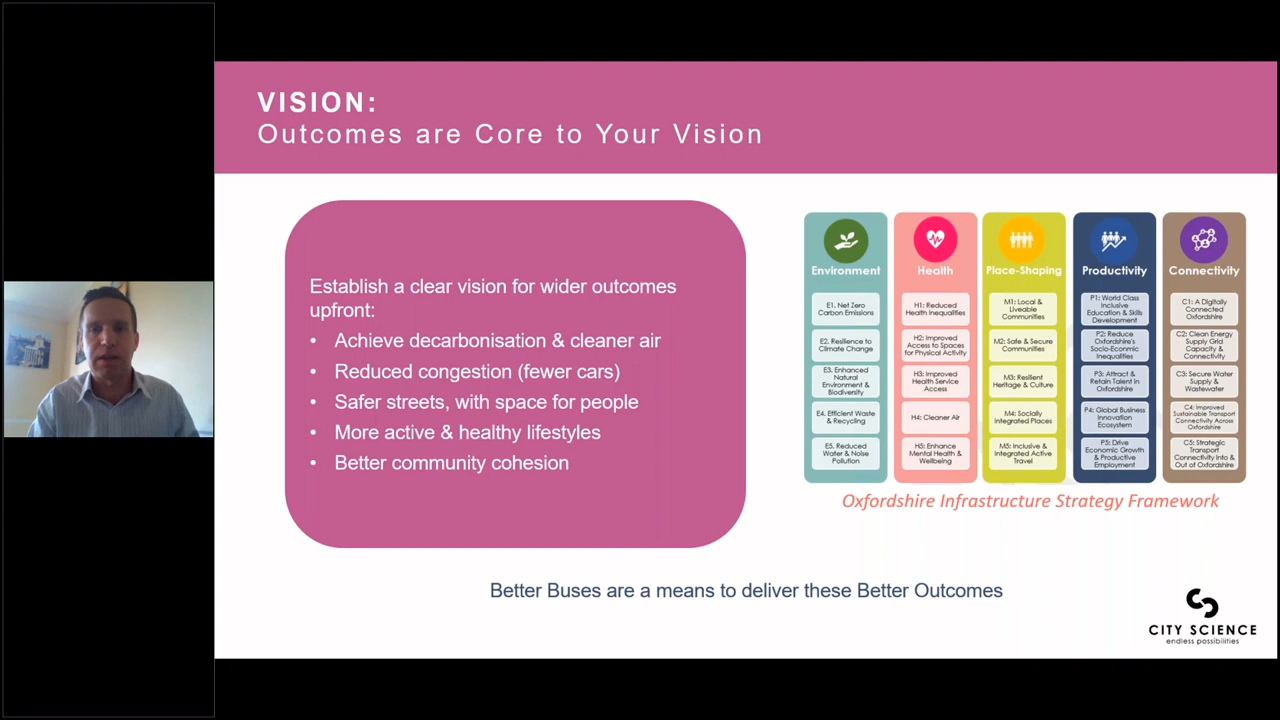 VISION:
Outcomes are Core to Your Vision
Establish a clear vision for wider outcomes
upfront:
• Achieve decarbonisation & cleaner air
• Reduced congestion (fewer cars)
• Safer streets, with space for people
• More active & healthy lifestyles
• Better community cohesion
Environment
E1. Net Zero
Carbon Emissions
E2. Resilience to
Climate Change
E3. Enhanced
Natural
Environment &
Biodiversity
E4. Efficient Waste
& Recycling
E5. Reduced
Water & Noise
Pollution
Health
H1: Reduced
Health Inequalities
H2: Improved
Access to Spaces
for Physical Activity
H3: Improved
Health Service
Access
H4: Cleaner Air
H5: Enhance
Mental Health &
Wellbeing
Place-Shaping
M1: Local &
Liveable
Communities
M2: Safe & Secure
Communities
M3: Resilient
Heritage & Culture
M4: Socially
Integrated Places
M5: Inclusive &
Integrated Active
Travel
Productivity
P1: World Class
Inclusive
Education & Skills
Development
P2: Reduce
Oxfordshire's
Socio-Econmic
Inequalities
P3: Attract &
Retain Talent in
Oxfordshire
P4: Global Business
Innovation
Ecosystem
P5: Drive
Economic Growth
& Productive
Employment
Connectivity
C1: A Digitally
Connected
Oxfordshire
C2: Clean Energy
Supply Grid
Capacity &
Connectivity
C3: Secure Water
Supply &
Wastewater
C4: Improved
Sustainable Transport
Connectivity Across
Oxfordshire
C5: Strategic
Transport
Connectivity Into &
Out of Oxfordshire
Oxfordshire Infrastructure Strategy Framework
Better Buses are a means to deliver these Better Outcomes
CITY SCIENCE
endless possibilities